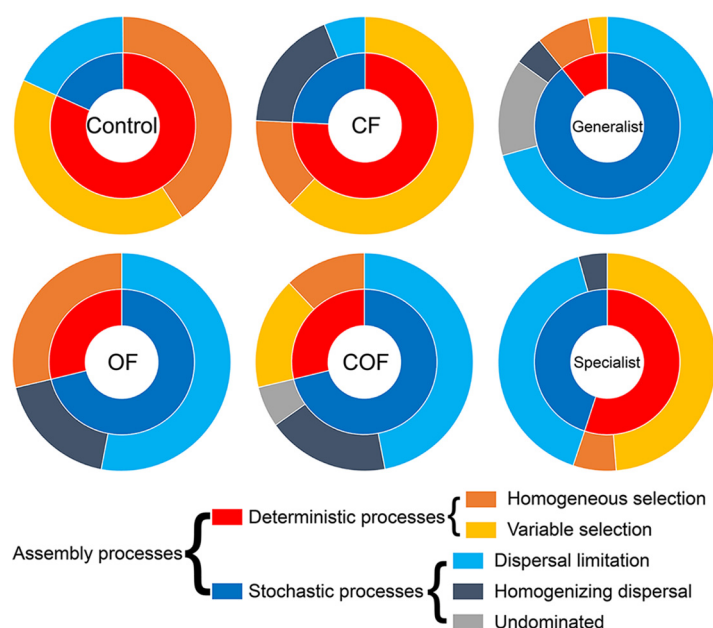 Control
CF
Generalist
OF
COF
Specialist
Homogeneous selection
Deterministic processes
Variable selection
Assembly processes
Dispersal limitation
Stochastic processes
Homogenizing dispersal
Undominated